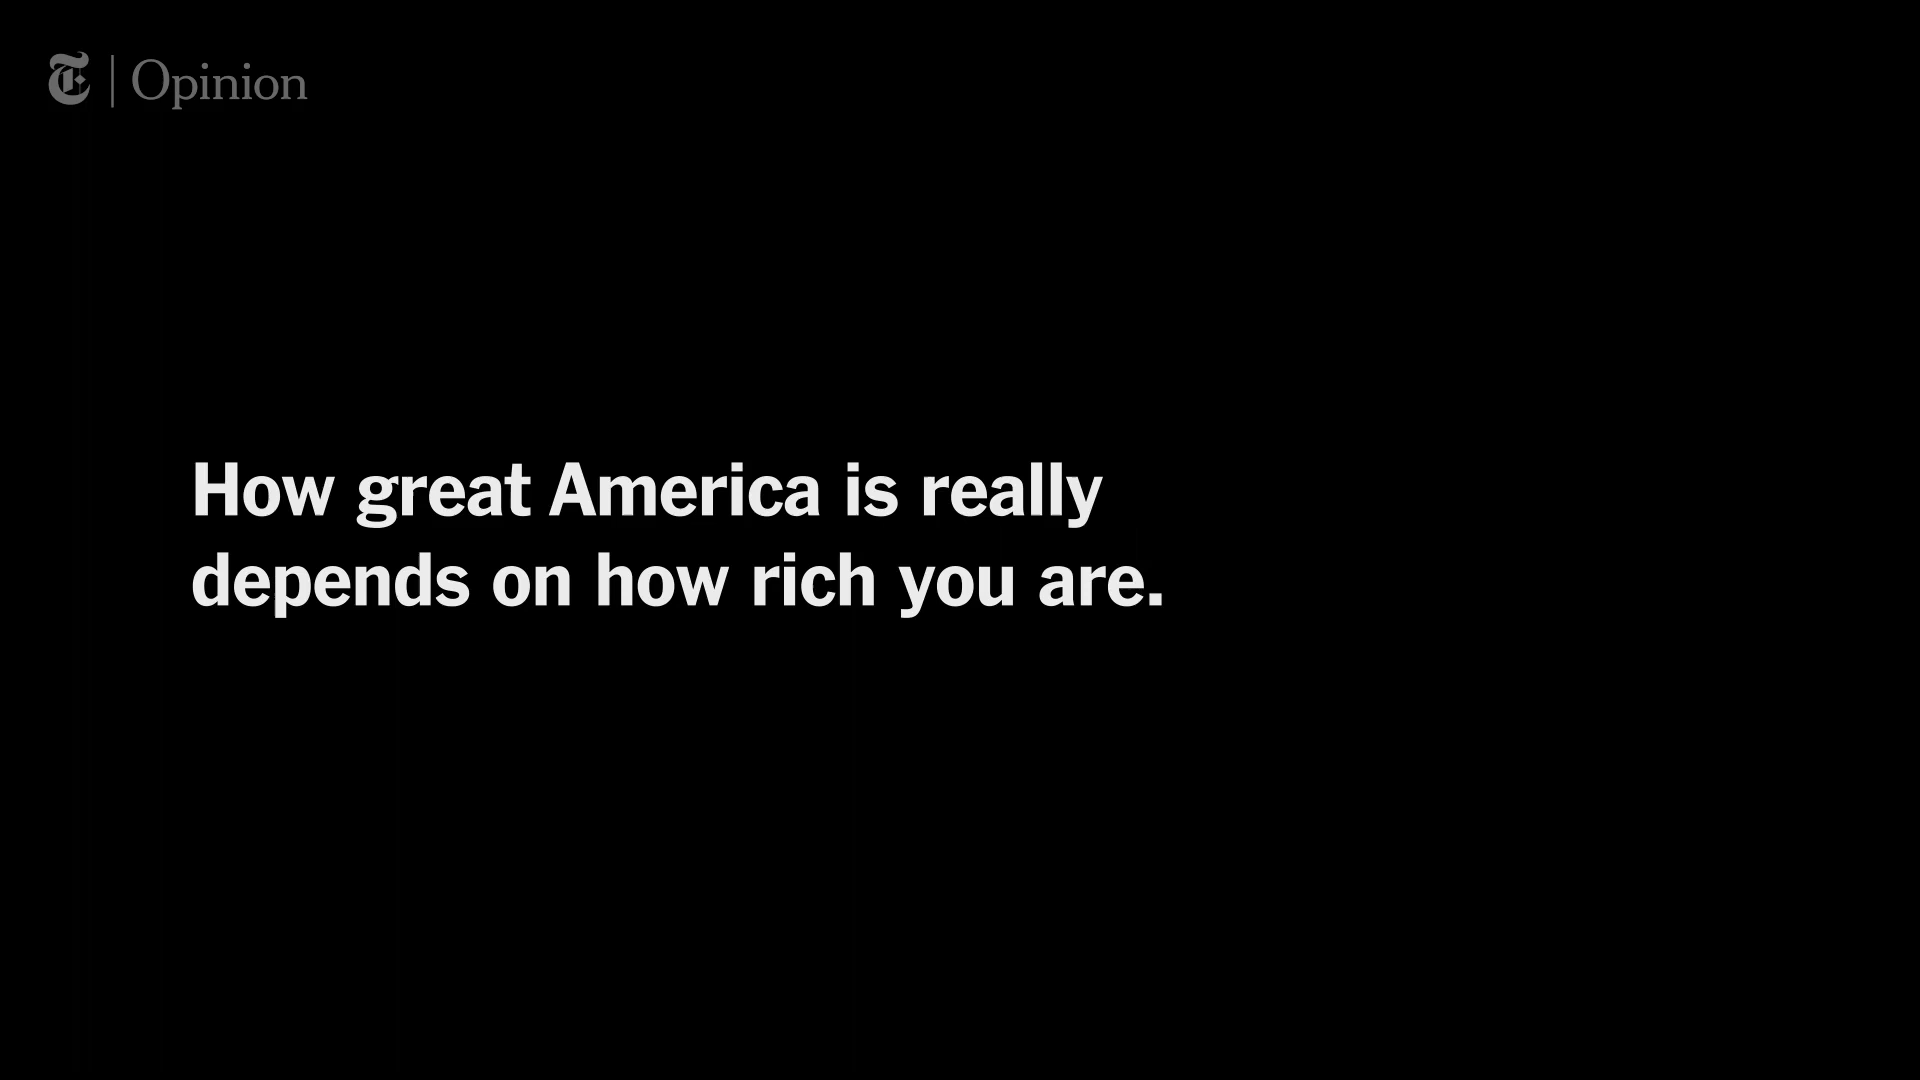 T | Opinion
How great America is really
depends on how rich you are.